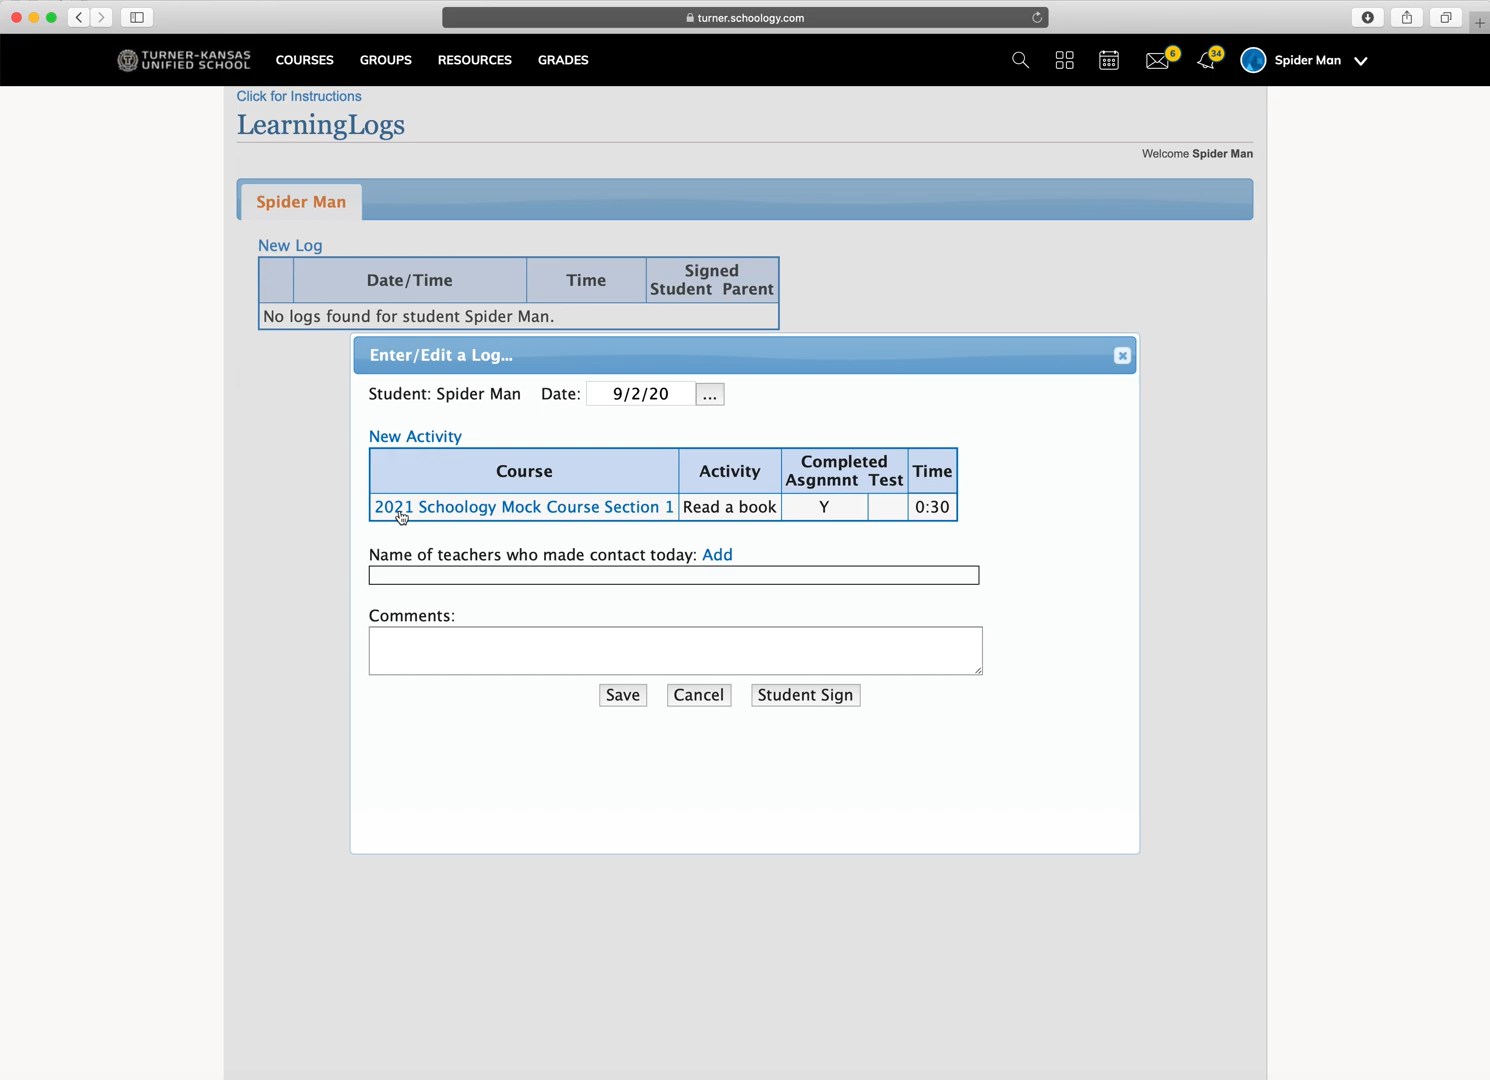 turner.schoology.com
TURNER-KANSAS
UNIFIED SCHOOL
COURSES GROUPS RESOURCES GRADES
6
34
Spider Man
Click for Instructions
LearningLogs
Welcome Spider Man
Spider Man
New Log
Date/Time Time Signed
Student Parent
No logs found for student Spider Man.
Enter/Edit a Log...
Student: Spider Man Date: 9/2/20 ...
New Activity
Course Activity Completed
Asgnmnt Test Time
2021 Schoology Mock Course Section 1 Read a book Y 0:30
Name of teachers who made contact today: Add
Comments:
Save Cancel Student Sign